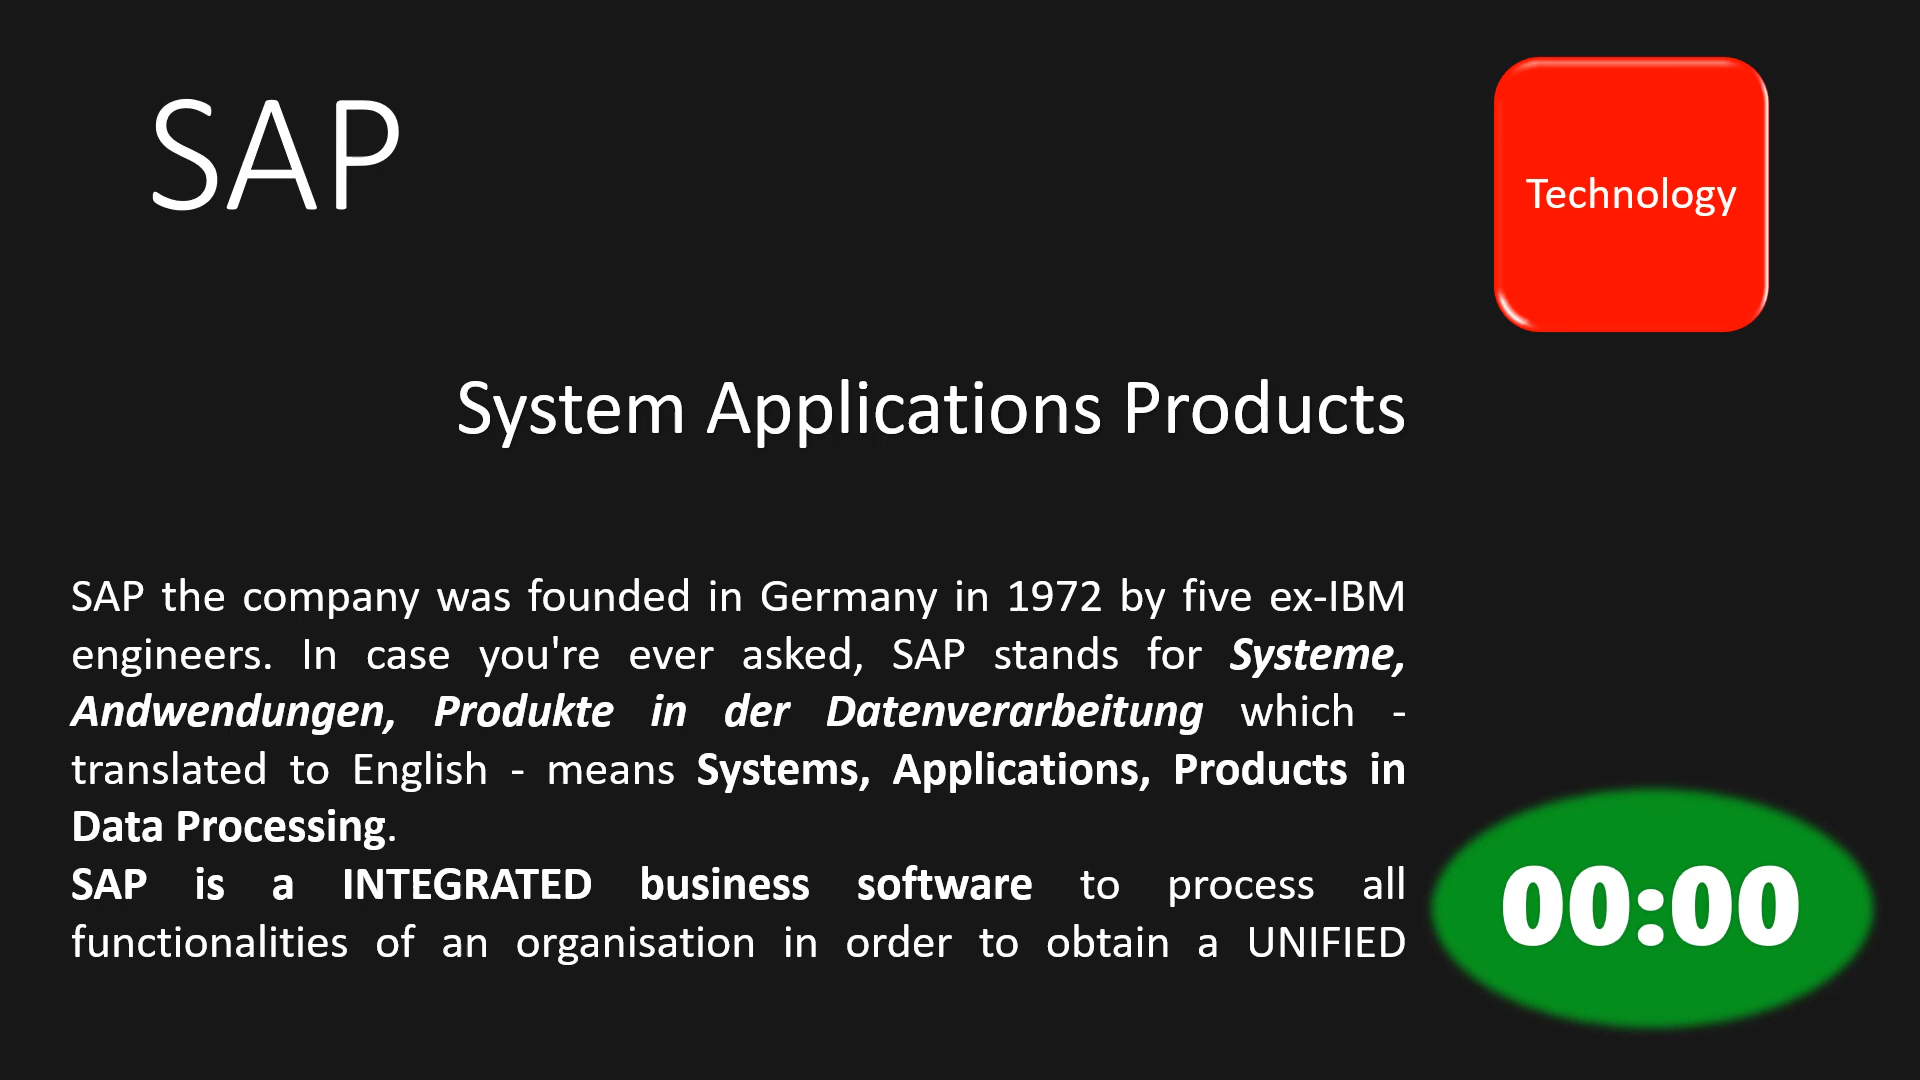 SAP
Technology
System Applications Products
SAP the company was founded in Germany in 1972 by five ex-IBM
engineers. In case you're ever asked, SAP stands for Systeme,
Andwendungen, Produkte in der Datenverarbeitung which -
translated to English - means Systems, Applications, Products in
Data Processing.
SAP is a INTEGRATED business software to process all
functionalities of an organisation in order to obtain a UNIFIED
00:00